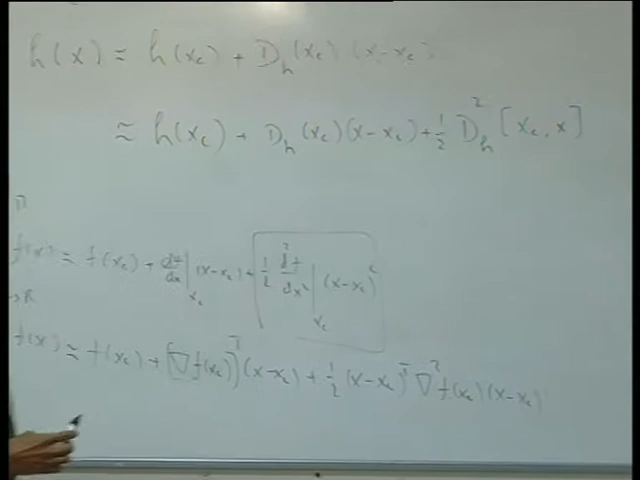 h(x) ≈ h(x_c) + D_h(x_c) (x-x_c)
≈ h(x_c) + D_h(x_c)(x-x_c) + 1/2 D_h^2 [x_c, x]
f(x) ≈ f(x_c) + df/dx|_{x_c} (x-x_c) + 1/2 d^2f/dx^2|_{x_c} (x-x_c)^2
→R
f(x) ≈ f(x_c) + [∇f(x_c)]^T (x-x_c) + 1/2 (x-x_c)^T ∇^2 f(x_c) (x-x_c)